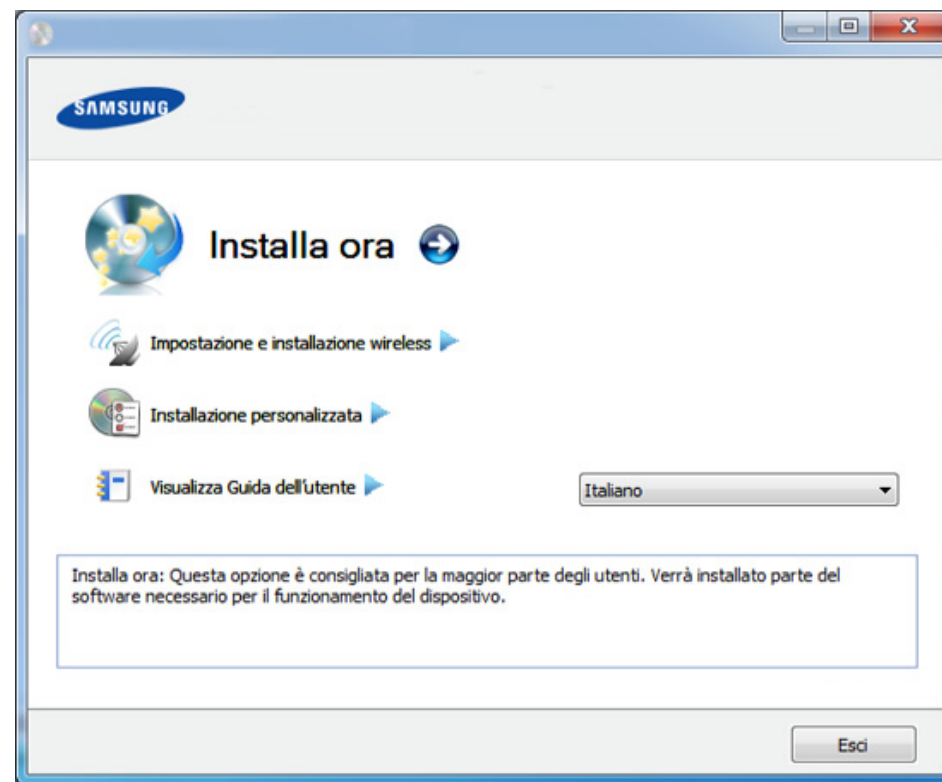 SAMSUNG
Installa ora
Impostazione e installazione wireless
Installazione personalizzata
Visualizza Guida dell'utente
Italiano
Installa ora: Questa opzione è consigliata per la maggior parte degli utenti. Verrà installato parte del
software necessario per il funzionamento del dispositivo.
Esci